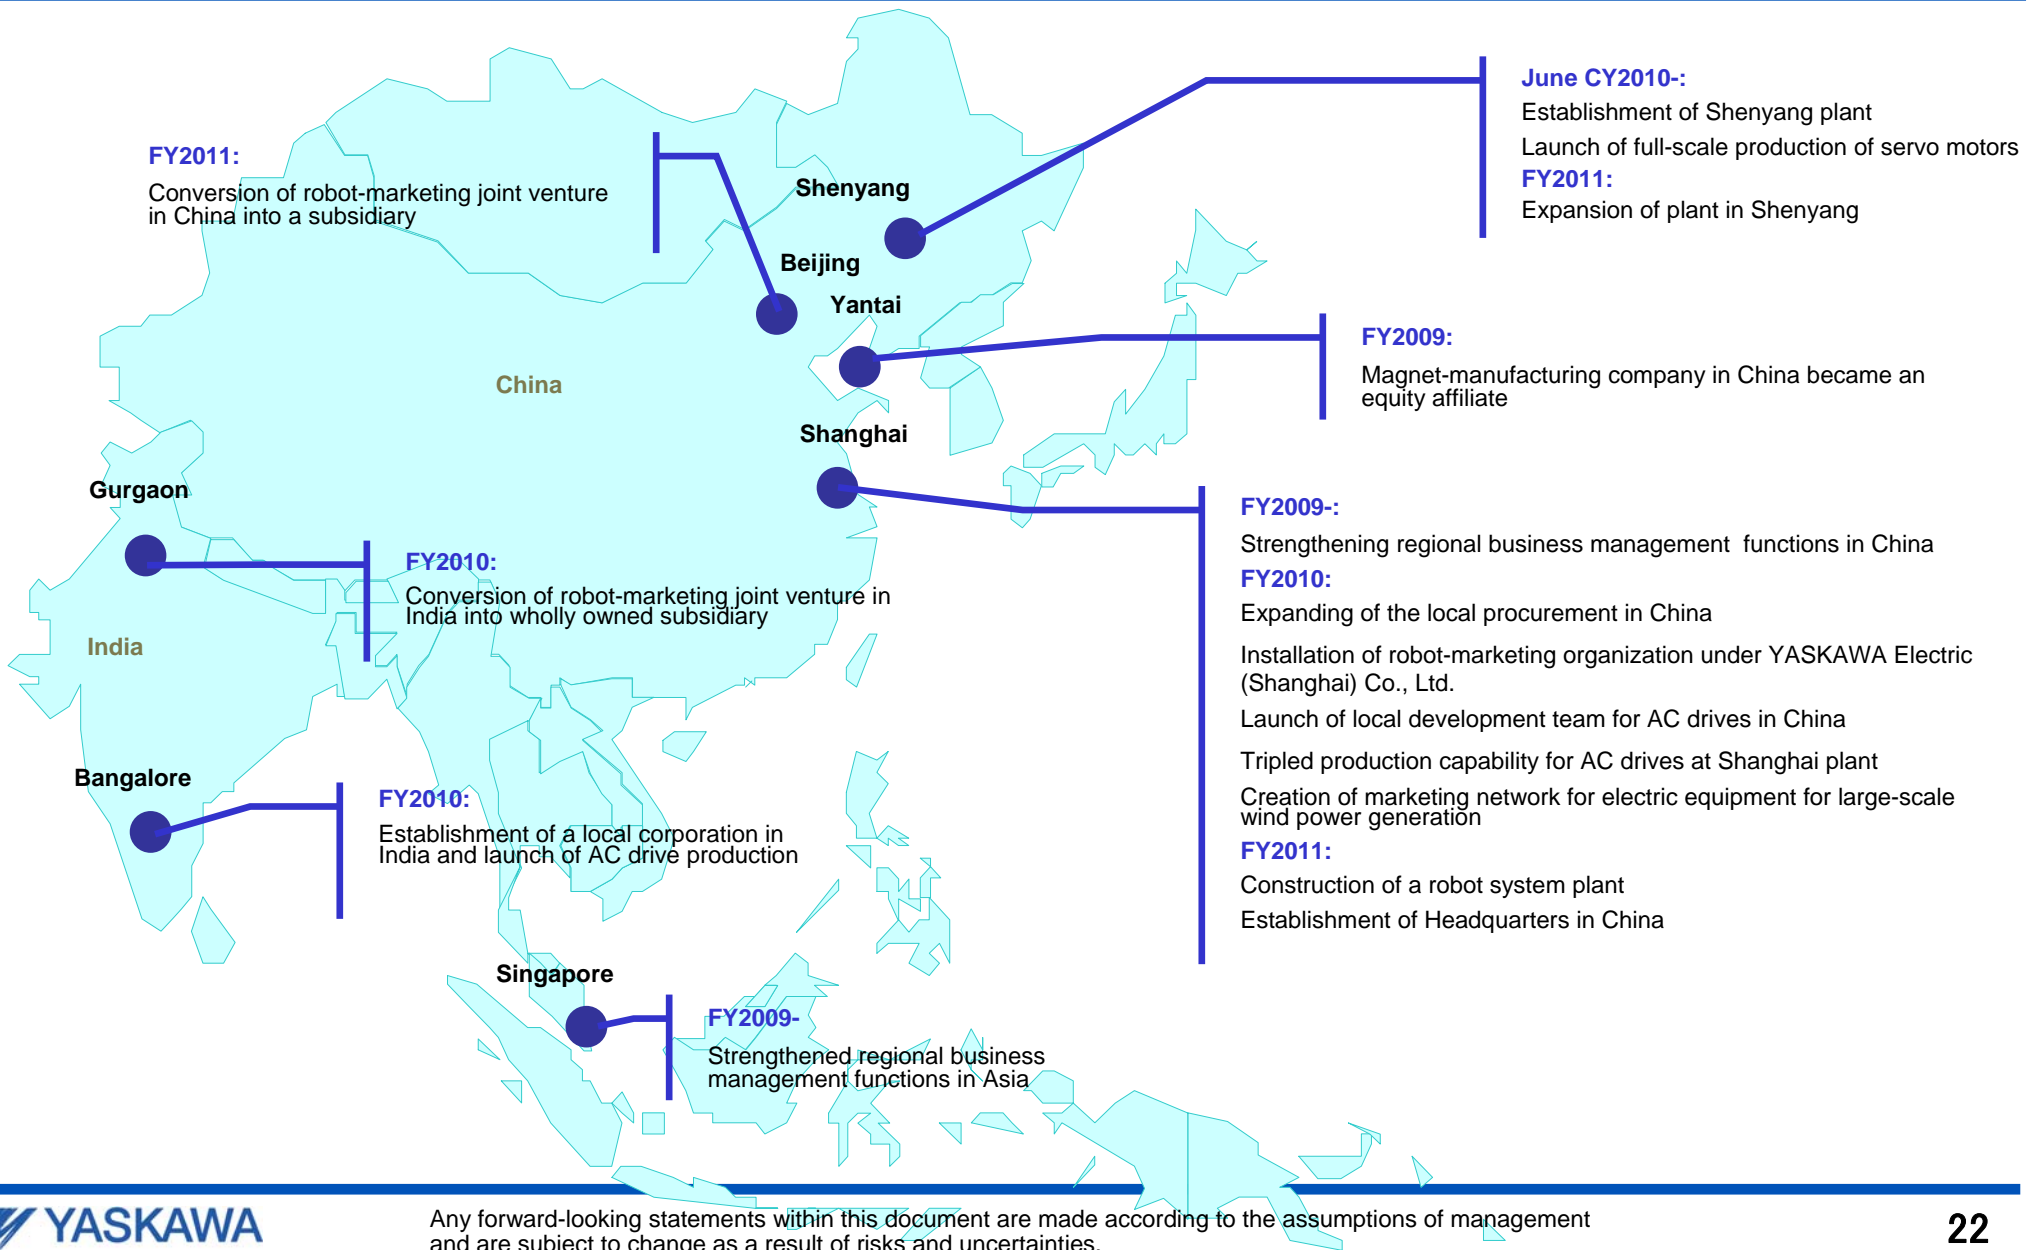 June CY2010-:
Establishment of Shenyang plant
Launch of full-scale production of servo motors
FY2011:
Expansion of plant in Shenyang
FY2011:
Conversion of robot-marketing joint venture
in China into a subsidiary
Shenyang
Beijing
Yantai
FY2009:
Magnet-manufacturing company in China became an
equity affiliate
China
Shanghai
Gurgaon
FY2009-:
Strengthening regional business management functions in China
FY2010:
Expanding of the local procurement in China
Installation of robot-marketing organization under YASKAWA Electric
(Shanghai) Co., Ltd.
Launch of local development team for AC drives in China
Tripled production capability for AC drives at Shanghai plant
Creation of marketing network for electric equipment for large-scale
wind power generation
FY2011:
Construction of a robot system plant
Establishment of Headquarters in China
FY2010:
Conversion of robot-marketing joint venture in
India into wholly owned subsidiary
India
Bangalore
FY2010:
Establishment of a local corporation in
India and launch of AC drive production
Singapore
FY2009-
Strengthened regional business
management functions in Asia
YASKAWA
Any forward-looking statements within this document are made according to the assumptions of management
and are subject to change as a result of risks and uncertainties.
22